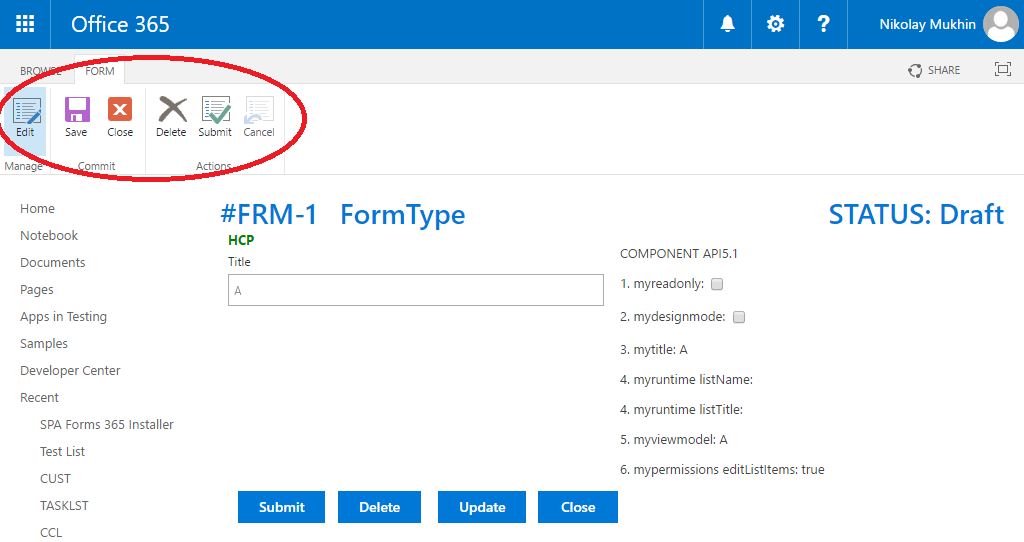 Office 365
?
Nikolay Mukhin
BROWSE
FORM
SHARE
Edit
Save
Close
Delete
Submit
Cancel
Manage
Commit
Actions
Home
Notebook
Documents
Pages
Apps in Testing
Samples
Developer Center
Recent
SPA Forms 365 Installer
Test List
CUST
TASKLST
CCL
#FRM-1 FormType
STATUS: Draft
HCP
Title
A
COMPONENT API5.1
1. myreadonly:
2. mydesignmode:
3. mytitle: A
4. myruntime listName:
4. myruntime listTitle:
5. myviewmodel: A
6. mypermissions editListItems: true
Submit
Delete
Update
Close